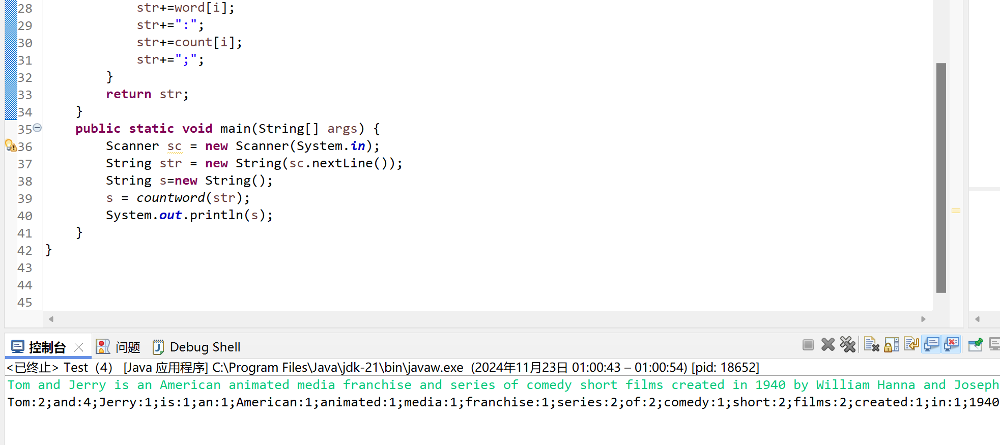 28 str+=word[i];
29 str+=":";
30 str+=count[i];
31 str+=";";
32 }
33 return str;
34 }
35 public static void main(String[] args) {
36 Scanner sc = new Scanner(System.in);
37 String str = new String(sc.nextLine());
38 String s=new String();
39 s = countword(str);
40 System.out.println(s);
41 }
42 }
43
44
45
控制台 问题 Debug Shell
<已终止> Test（4） [Java 应用程序] C:\Program Files\Java\jdk-21\bin\javaw.exe (2024年11月23日 01:00:43 – 01:00:54) [pid: 18652]
Tom and Jerry is an American animated media franchise and series of comedy short films created in 1940 by William Hanna and Joseph
Tom:2;and:4;Jerry:1;is:1;an:1;American:1;animated:1;media:1;franchise:1;series:2;of:2;comedy:1;short:2;films:2;created:1;in:1;1940